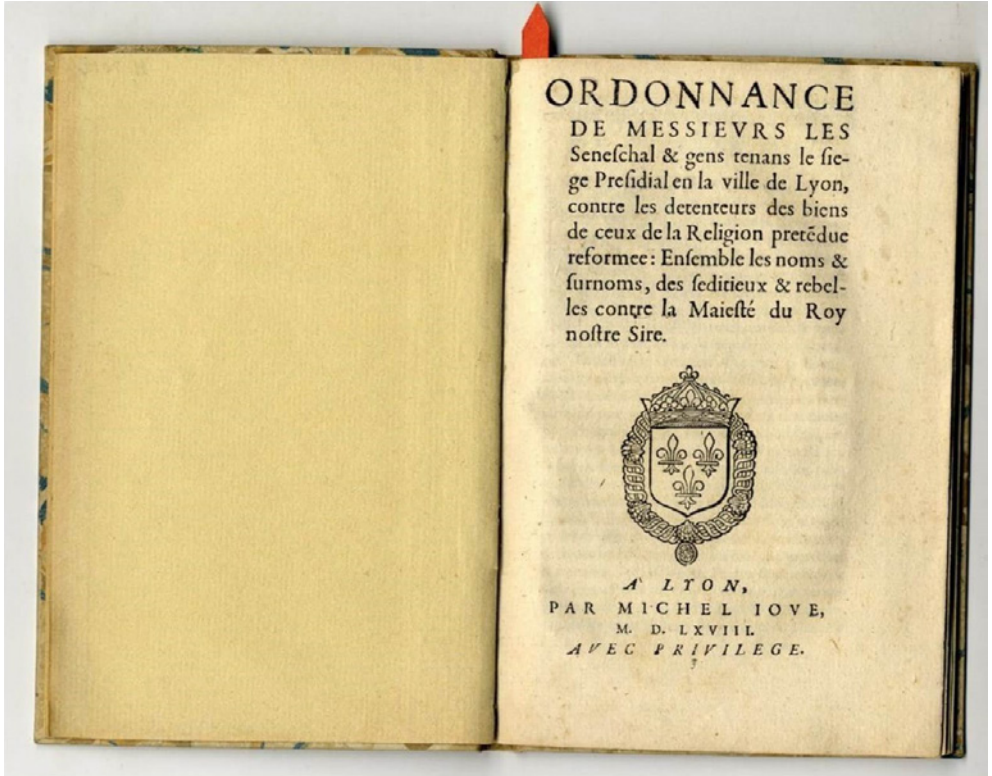 ORDONNANCE
DE MESSIEVRS LES
Seneſchal & gens tenans le ſie-
ge Preſidial en la ville de Lyon,
contre les detenteurs des biens
de ceux de la Religion pretēdue
reformee: Enſemble les noms &
ſurnoms, des ſeditieux & rebel-
les contre la Maieſté du Roy
noſtre Sire.
A LYON,
PAR MICHEL IOVE,
M. D. LXVIII.
AVEC PRIVILEGE.